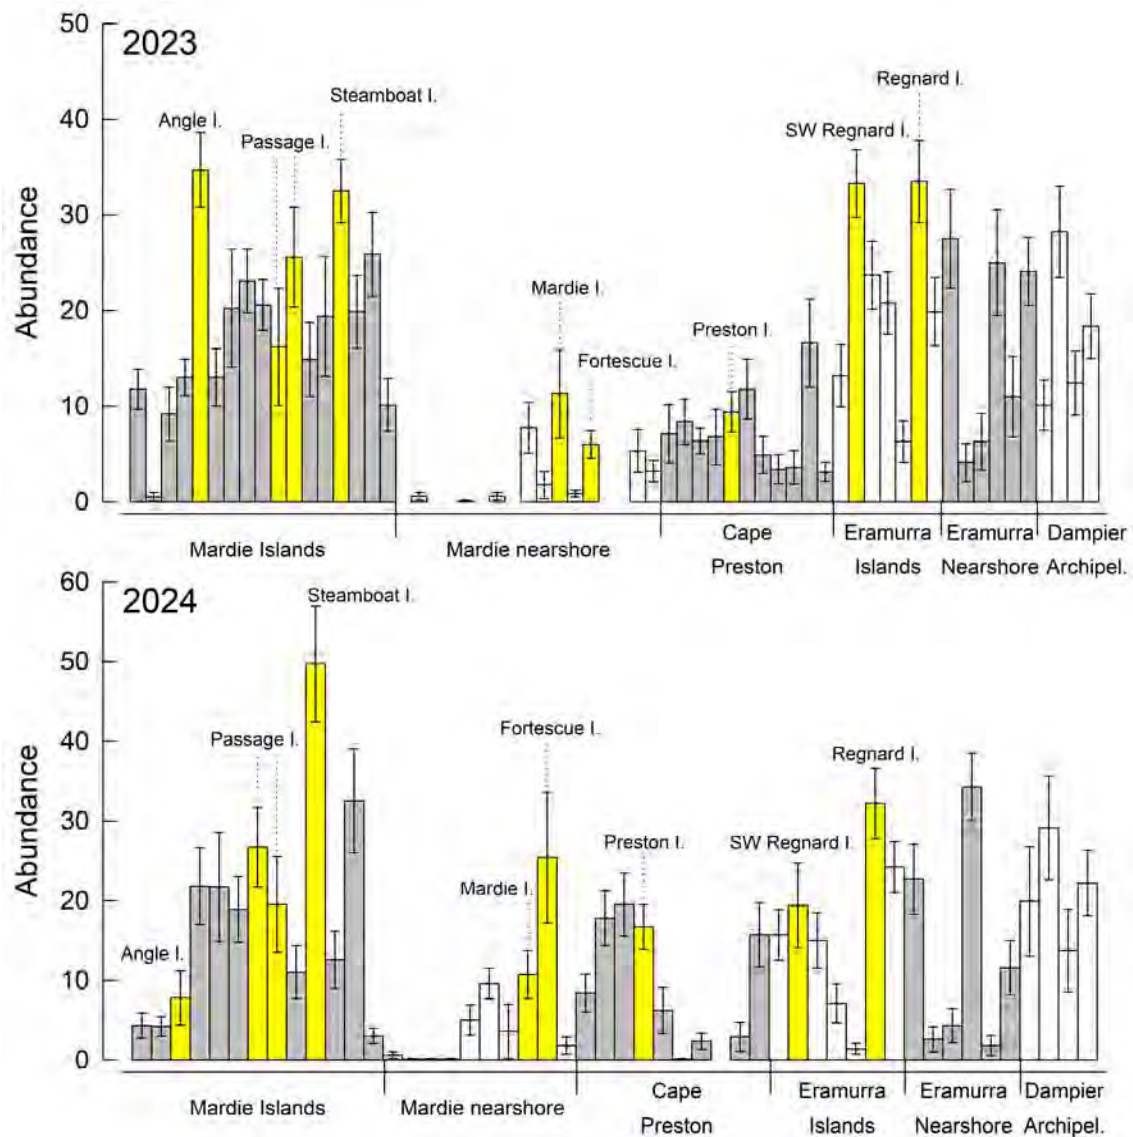 50
2023
Steamboat I.
Regnard I.
40
Angle I.
Passage I.
SW Regnard I.
Abundance
30
Mardie I.
20
Preston I.
Fortescue I.
10
0
Mardie Islands
Mardie nearshore
Cape
Preston
Eramurra
Islands
Eramurra
Nearshore
Dampier
Archipel.
60
2024
Steamboat I.
50
Passage I.
Fortescue I.
40
Regnard I.
Abundance
30
Preston I.
SW Regnard I.
20
Mardie I.
Angle I.
10
0
Mardie Islands
Mardie nearshore
Cape
Preston
Eramurra
Islands
Eramurra
Nearshore
Dampier
Archipel.